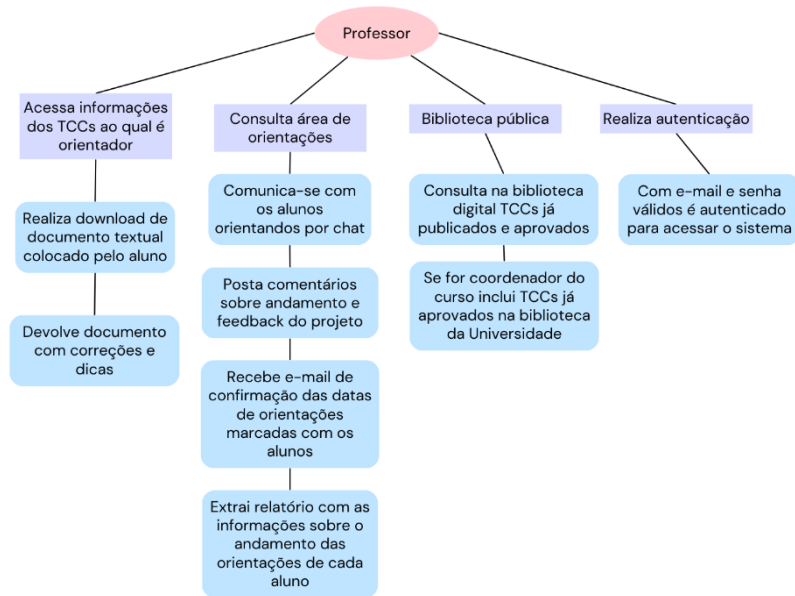 Professor
Acessa informações
dos TCCs ao qual é
orientador
Realiza download de
documento textual
colocado pelo aluno
Devolve documento
com correções e
dicas
Consulta área de
orientações
Comunica-se com
os alunos
orientandos por chat
Posta comentários
sobre andamento e
feedback do projeto
Recebe e-mail de
confirmação das datas
de orientações
marcadas com os
alunos
Extrai relatório com as
informações sobre o
andamento das
orientações de cada
aluno
Biblioteca pública
Consulta na biblioteca
digital TCCs já
publicados e aprovados
Se for coordenador do
curso inclui TCCs já
aprovados na biblioteca
da Universidade
Realiza autenticação
Com e-mail e senha
válidos é autenticado
para acessar o sistema